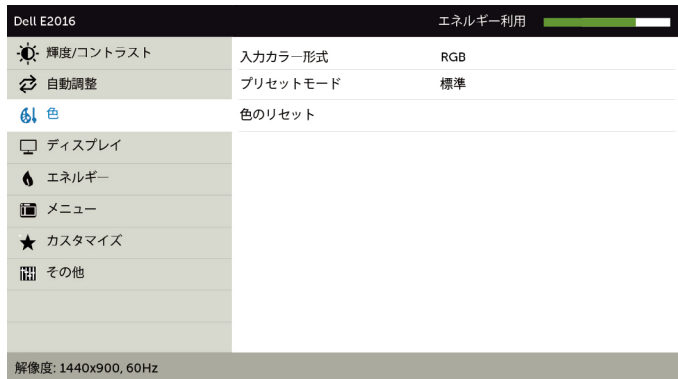 Dell E2016 エネルギー利用
輝度/コントラスト
自動調整
色
ディスプレイ
エネルギー
メニュー
カスタマイズ
その他
入力カラー形式 RGB
プリセットモード 標準
色のリセット
解像度: 1440x900, 60Hz